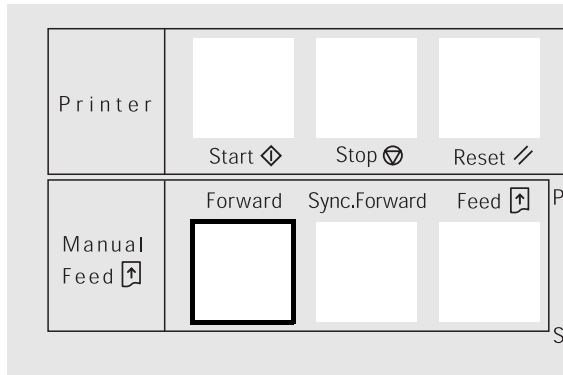 Printer
Start Stop Reset
Forward Sync.Forward Feed P
Manual
Feed
S